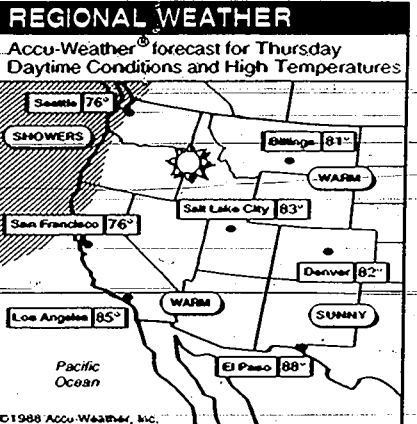 REGIONAL WEATHER
Accu-Weather® forecast for Thursday
Daytime Conditions and High Temperatures
Seattle 76°
SHOWERS
Billings 81°
WARM
Salt Lake City 83°
San Francisco 76°
Denver 82°
WARM
SUNNY
Los Angeles 85°
El Paso 88°
Pacific
Ocean
©1988 Accu-Weather, Inc.